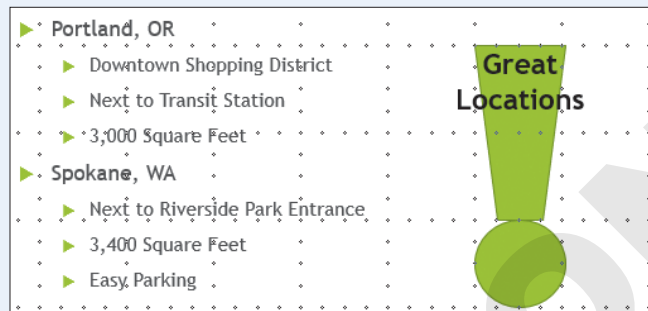 Portland, OR
Downtown Shopping District
Next to Transit Station
3,000 Square Feet
Spokane, WA
Next to Riverside Park Entrance
3,400 Square Feet
Easy Parking
Great
Locations